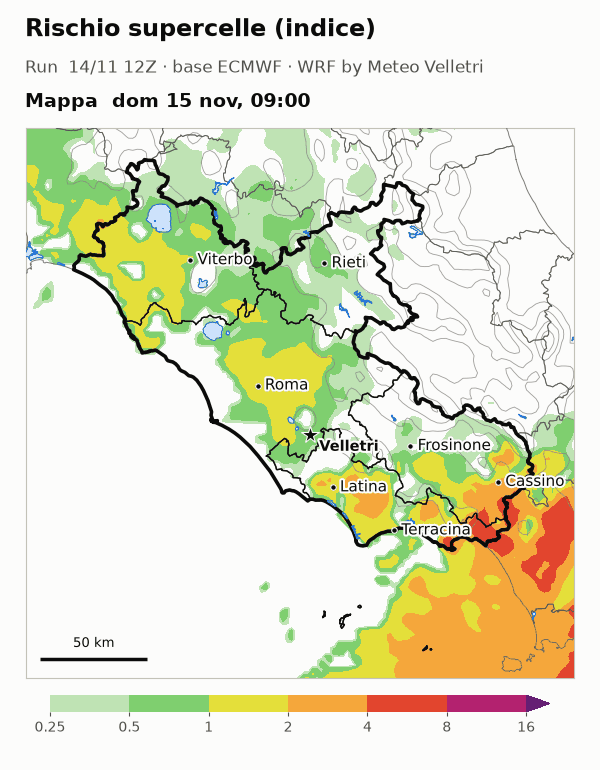 Rischio supercelle (indice)
Run  14/11 12Z · base ECMWF · WRF by Meteo Velletri
Mappa  dom 15 nov, 09:00
Viterbo
Rieti
Roma
Velletri
Frosinone
Latina
Cassino
Terracina
50 km
0.25 0.5 1 2 4 8 16